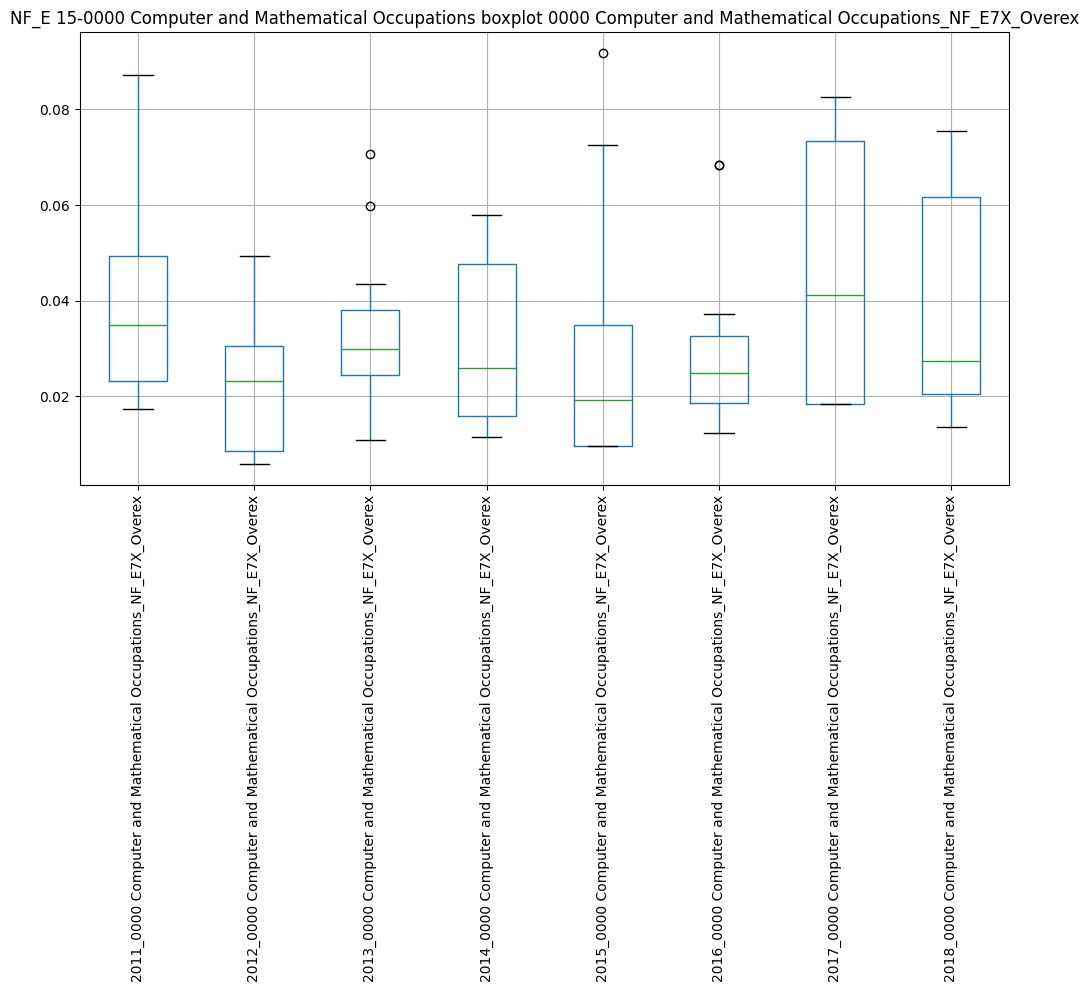 NF_E 15-0000 Computer and Mathematical Occupations boxplot 0000 Computer and Mathematical Occupations_NF_E7X_Overex
0.08
0.06
0.04
0.02
2011_0000 Computer and Mathematical Occupations_NF_E7X_Overex
2012_0000 Computer and Mathematical Occupations_NF_E7X_Overex
2013_0000 Computer and Mathematical Occupations_NF_E7X_Overex
2014_0000 Computer and Mathematical Occupations_NF_E7X_Overex
2015_0000 Computer and Mathematical Occupations_NF_E7X_Overex
2016_0000 Computer and Mathematical Occupations_NF_E7X_Overex
2017_0000 Computer and Mathematical Occupations_NF_E7X_Overex
2018_0000 Computer and Mathematical Occupations_NF_E7X_Overex